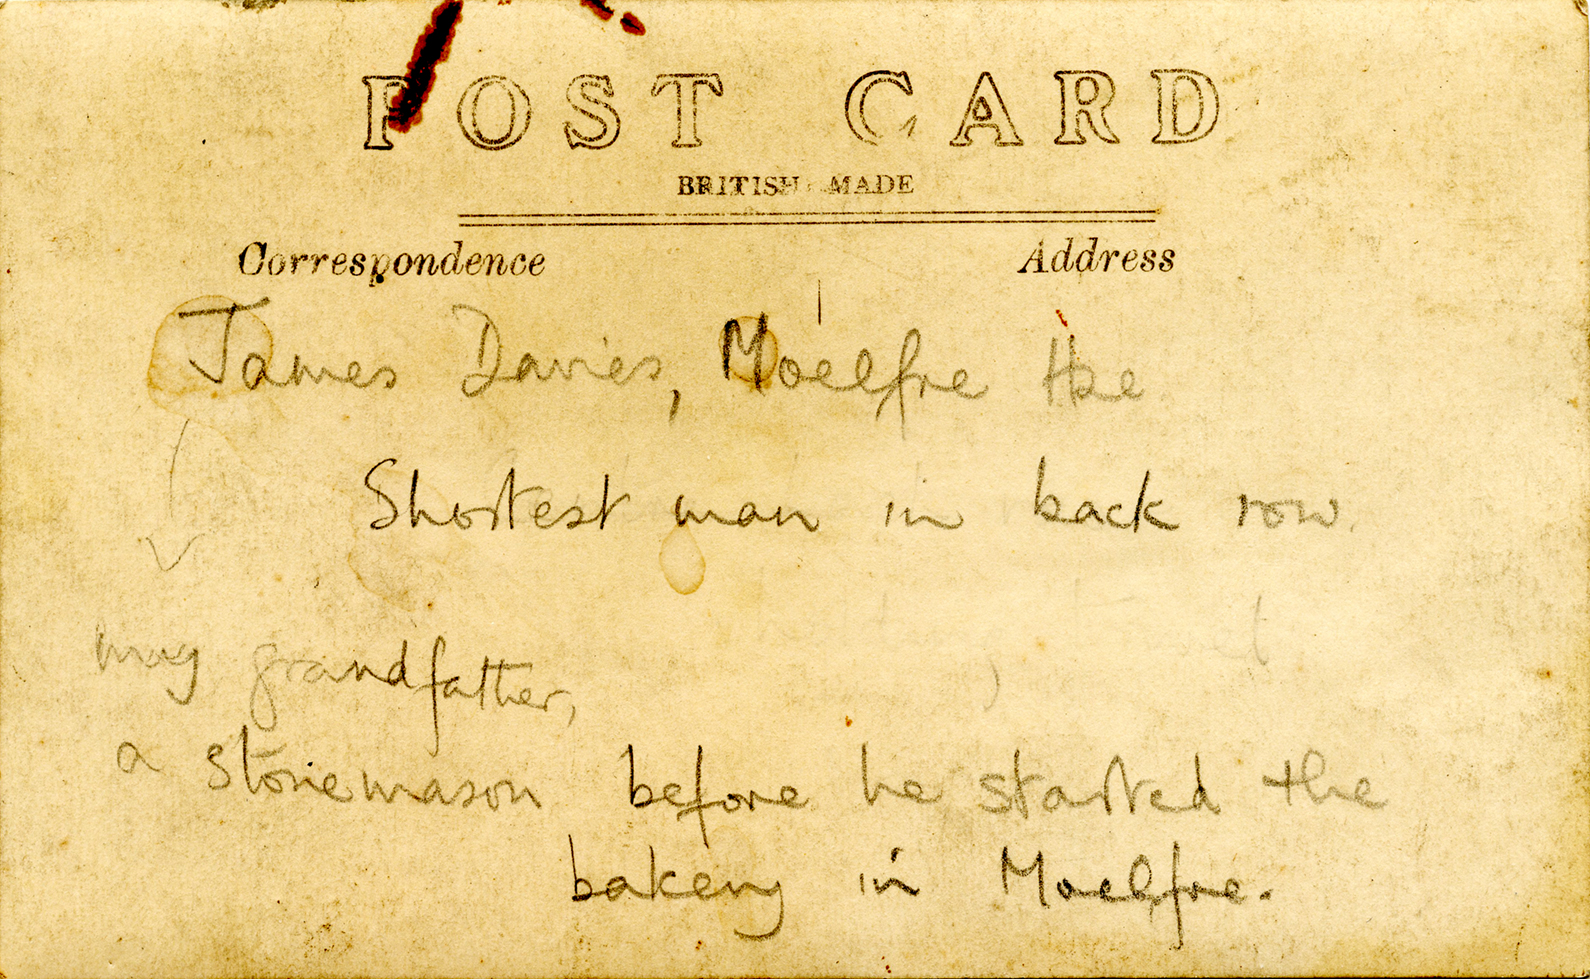 POST CARD
BRITISH MADE
Correspondence
Address
James Davies, Moelfre the
Shortest man in back row.
my grandfather,
a stonemason before he started the
bakery in Moelfre.